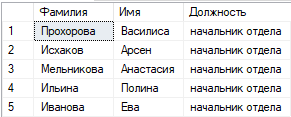 Фамилия Имя Должность
1 Прохорова Василиса начальник отдела
2 Исхаков Арсен начальник отдела
3 Мельникова Анастасия начальник отдела
4 Ильина Полина начальник отдела
5 Иванова Ева начальник отдела